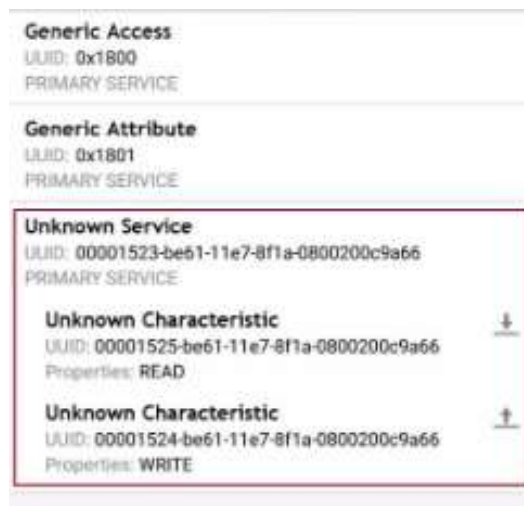 Generic Access
UUID: 0x1800
PRIMARY SERVICE
Generic Attribute
UUID: 0x1801
PRIMARY SERVICE
Unknown Service
UUID: 00001523-be61-11e7-8f1a-0800200c9a66
PRIMARY SERVICE
Unknown Characteristic
UUID: 00001525-be61-11e7-8f1a-0800200c9a66
Properties: READ
Unknown Characteristic
UUID: 00001524-be61-11e7-8f1a-0800200c9a66
Properties: WRITE